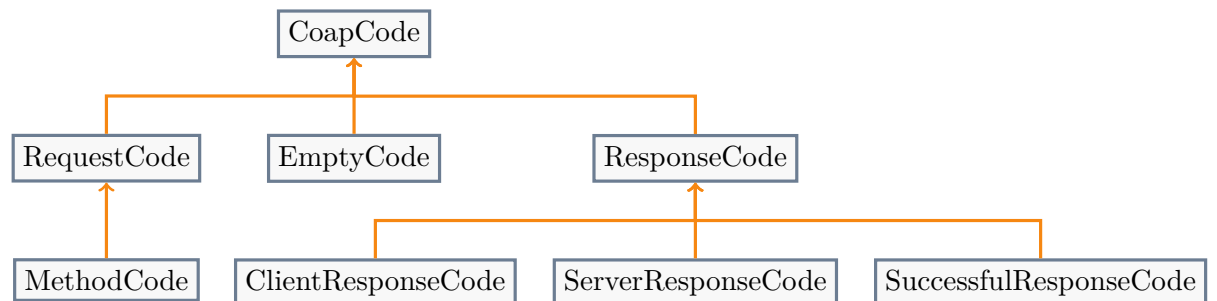 CoapCode
RequestCode
EmptyCode
ResponseCode
MethodCode
ClientResponseCode
ServerResponseCode
SuccessfulResponseCode